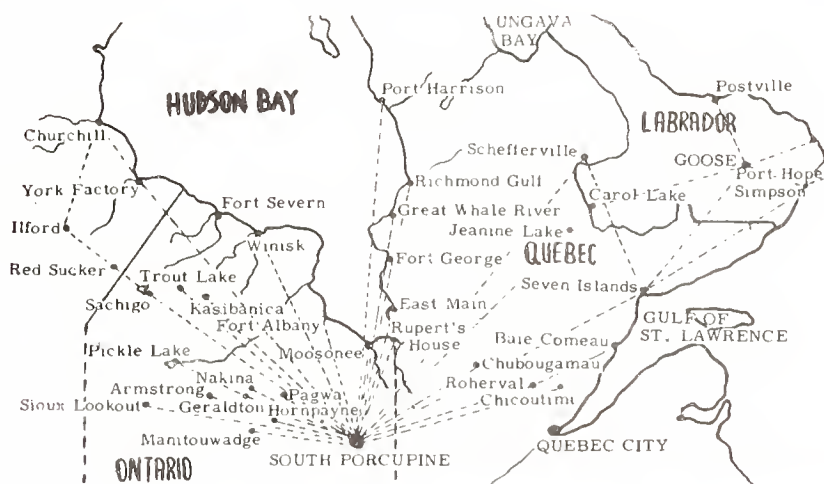 UNGAVA
BAY
Port Harrison
Postville
HUDSON BAY
LABRADOR
Churchill
Schefferville
GOOSE
York Factory
Fort Severn
Richmond Gulf
Port Hope
Simpson
Carol Lake
Great Whale River
Ilford
Winisk
Jeanine Lake
QUEBEC
Red Sucker
Trout Lake
Fort George
Sachigo
Kasibanica
Seven Islands
East Main
Fort Albany
Rupert's
House
GULF OF
ST. LAWRENCE
Pickle Lake
Moosonee
Baie Comeau
Chubougamau
Nakina
Armstrong
Pagwa
Roherval
Sioux Lookout
Geraldton
Hornpayne
Chicoutimi
Manitouwadge
SOUTH PORCUPINE
QUEBEC CITY
ONTARIO